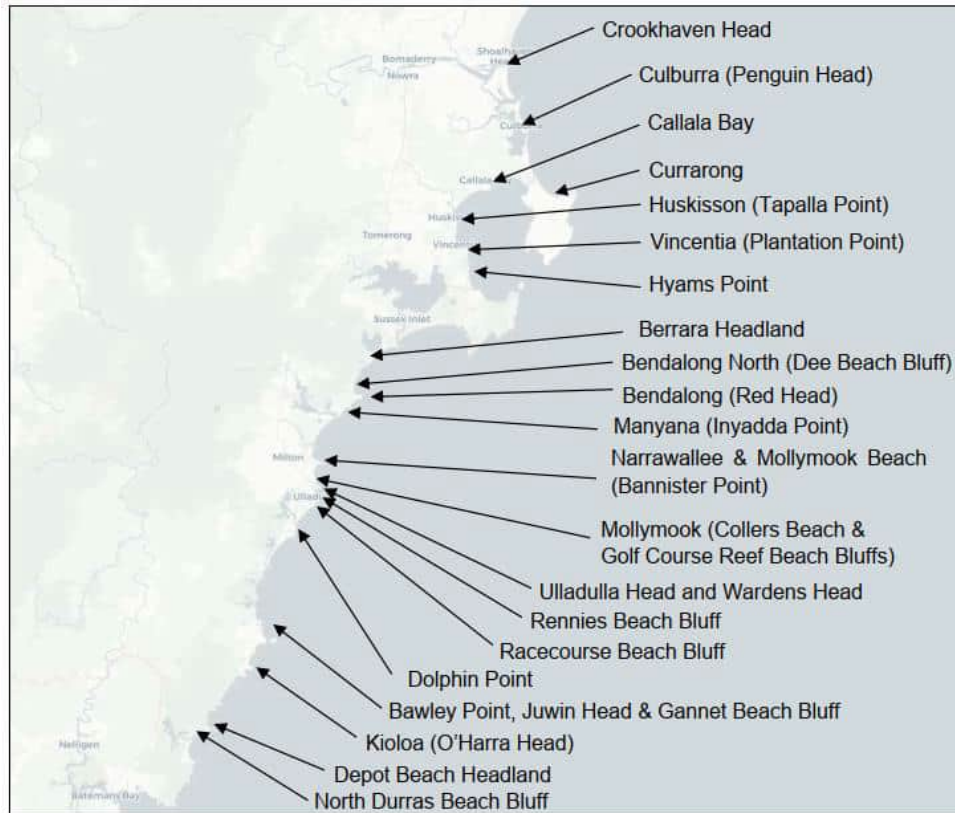 Crookhaven Head
Shoalhaven
Bomaderry
Nowra
Culburra (Penguin Head)
Callala Bay
Currarong
Callala
Huskisson (Tapalla Point)
Tomerong
Vincentia (Plantation Point)
Hyams Point
Sussex Inlet
Berrara Headland
Bendalong North (Dee Beach Bluff)
Bendalong (Red Head)
Manyana (Inyadda Point)
Narrawallee & Mollymook Beach
(Bannister Point)
Milton
Mollymook (Collers Beach &
Golf Course Reef Beach Bluffs)
Ulladulla Head and Wardens Head
Rennies Beach Bluff
Racecourse Beach Bluff
Dolphin Point
Bawley Point, Juwin Head & Gannet Beach Bluff
Kioloa (O'Harra Head)
Nelligen
Depot Beach Headland
Batemans Bay
North Durras Beach Bluff